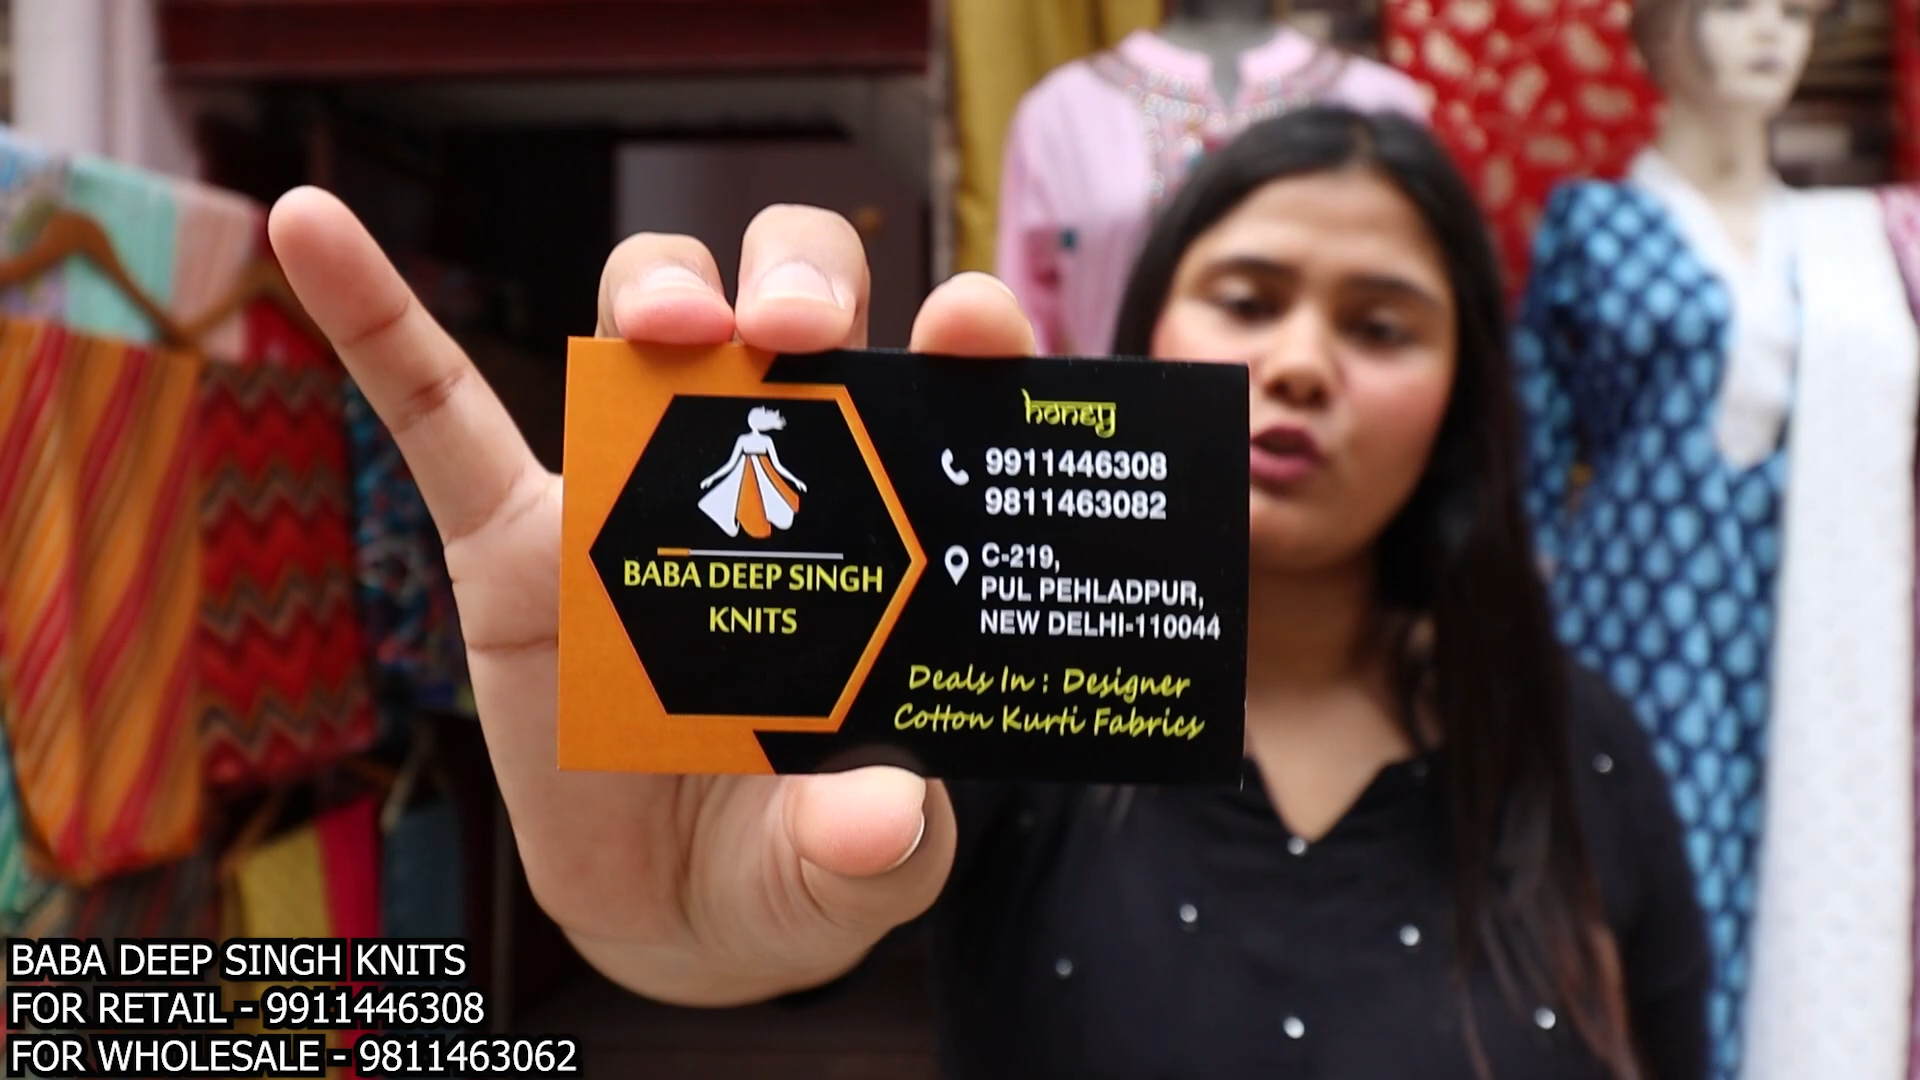 BABA DEEP SINGH
KNITS
honey
9911446308
9811463082
C-219,
PUL PEHLADPUR,
NEW DELHI-110044
Deals In : Designer
Cotton Kurti Fabrics
BABA DEEP SINGH KNITS
FOR RETAIL - 9911446308
FOR WHOLESALE - 9811463062